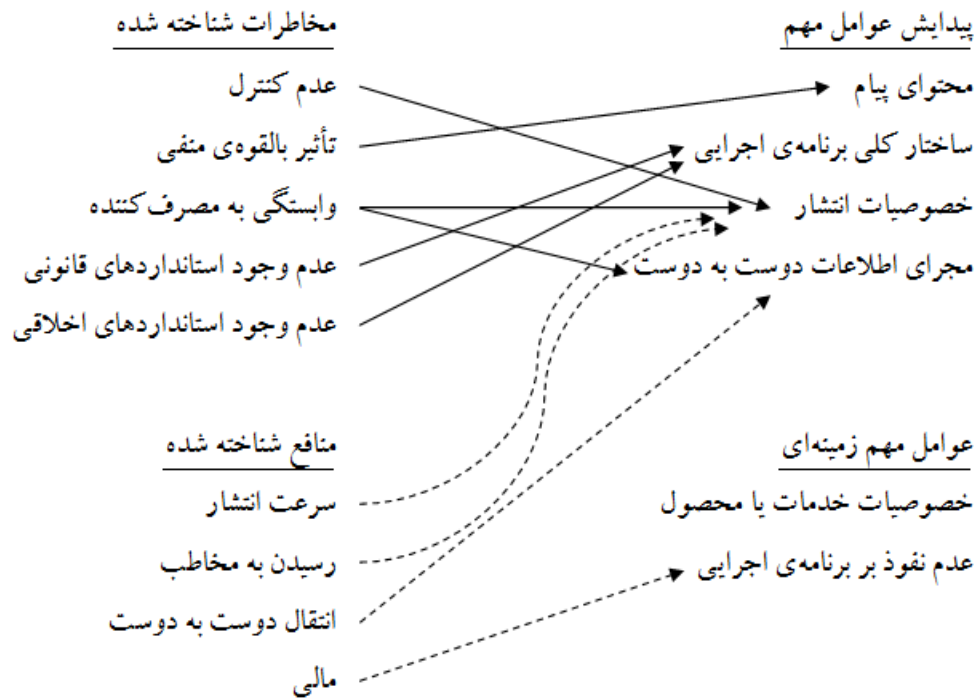 پیدایش عوامل مهم
محتوای پیام
ساختار کلی برنامه‌ی اجرایی
خصوصیات انتشار
مجرای اطلاعات دوست به دوست
مخاطرات شناخته شده
عدم کنترل
تأثیر بالقوه‌ی منفی
وابستگی به مصرف‌کننده
عدم وجود استانداردهای قانونی
عدم وجود استانداردهای اخلاقی
عوامل مهم زمینه‌ای
خصوصیات خدمات یا محصول
عدم نفوذ بر برنامه‌ی اجرایی
منافع شناخته شده
سرعت انتشار
رسیدن به مخاطب
انتقال دوست به دوست
مالی